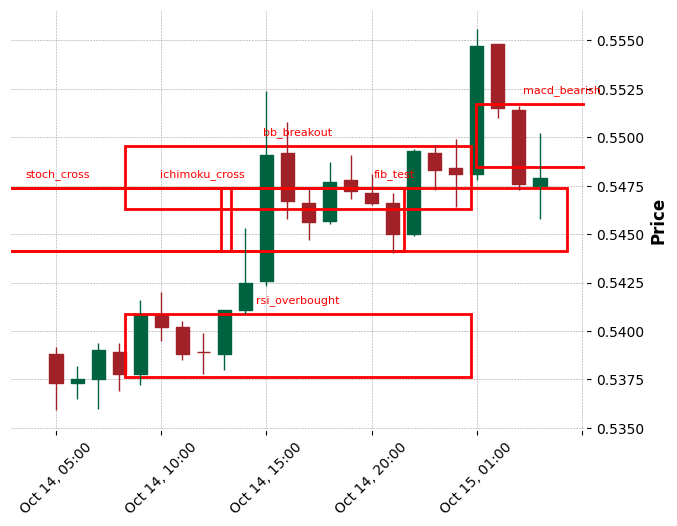 0.5550
macd_bearish
0.5525
bb_breakout
0.5500
stoch_cross
ichimoku_cross
fib_test
0.5475
0.5450
Price
0.5425
rsi_overbought
0.5400
0.5375
0.5350
Oct 14, 05:00
Oct 14, 10:00
Oct 14, 15:00
Oct 14, 20:00
Oct 15, 01:00